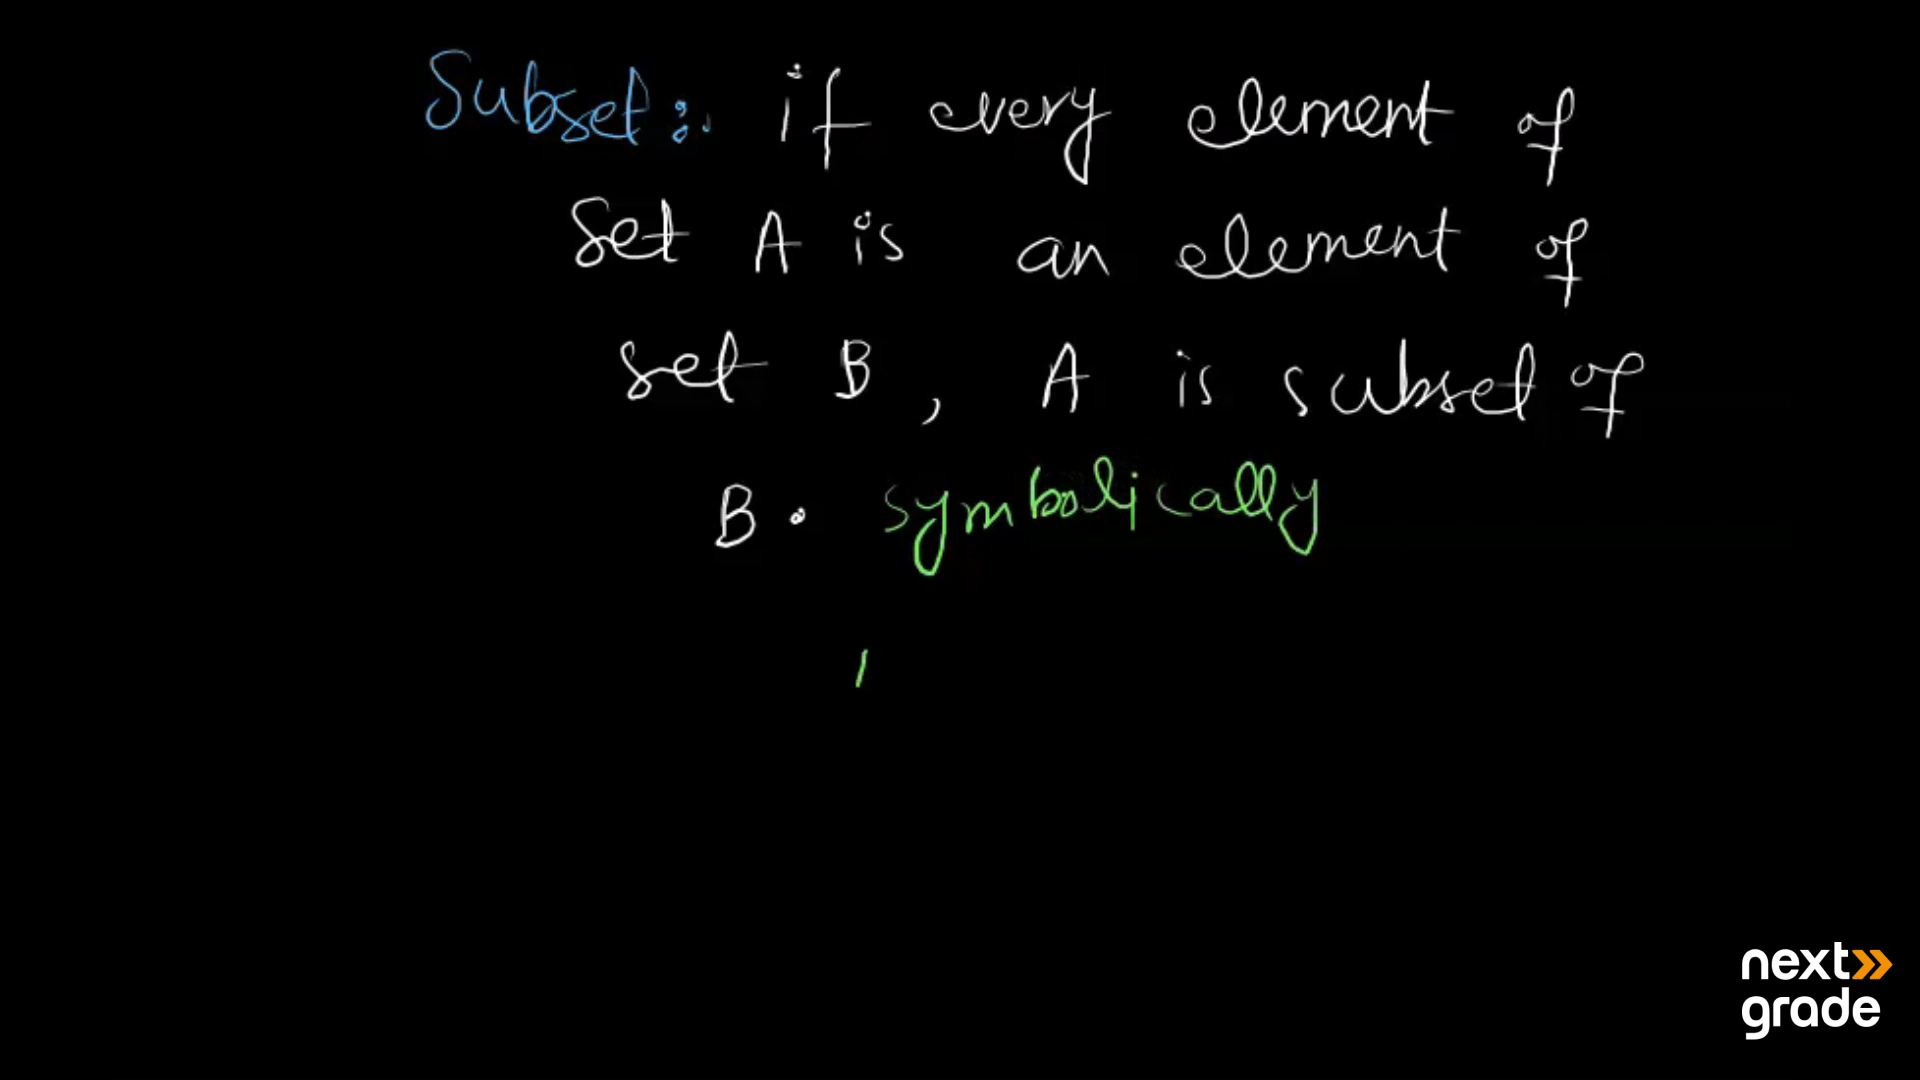 Subset:. if every element of
Set A is an element of
set B, A is subset of
B. symbolically
next
grade